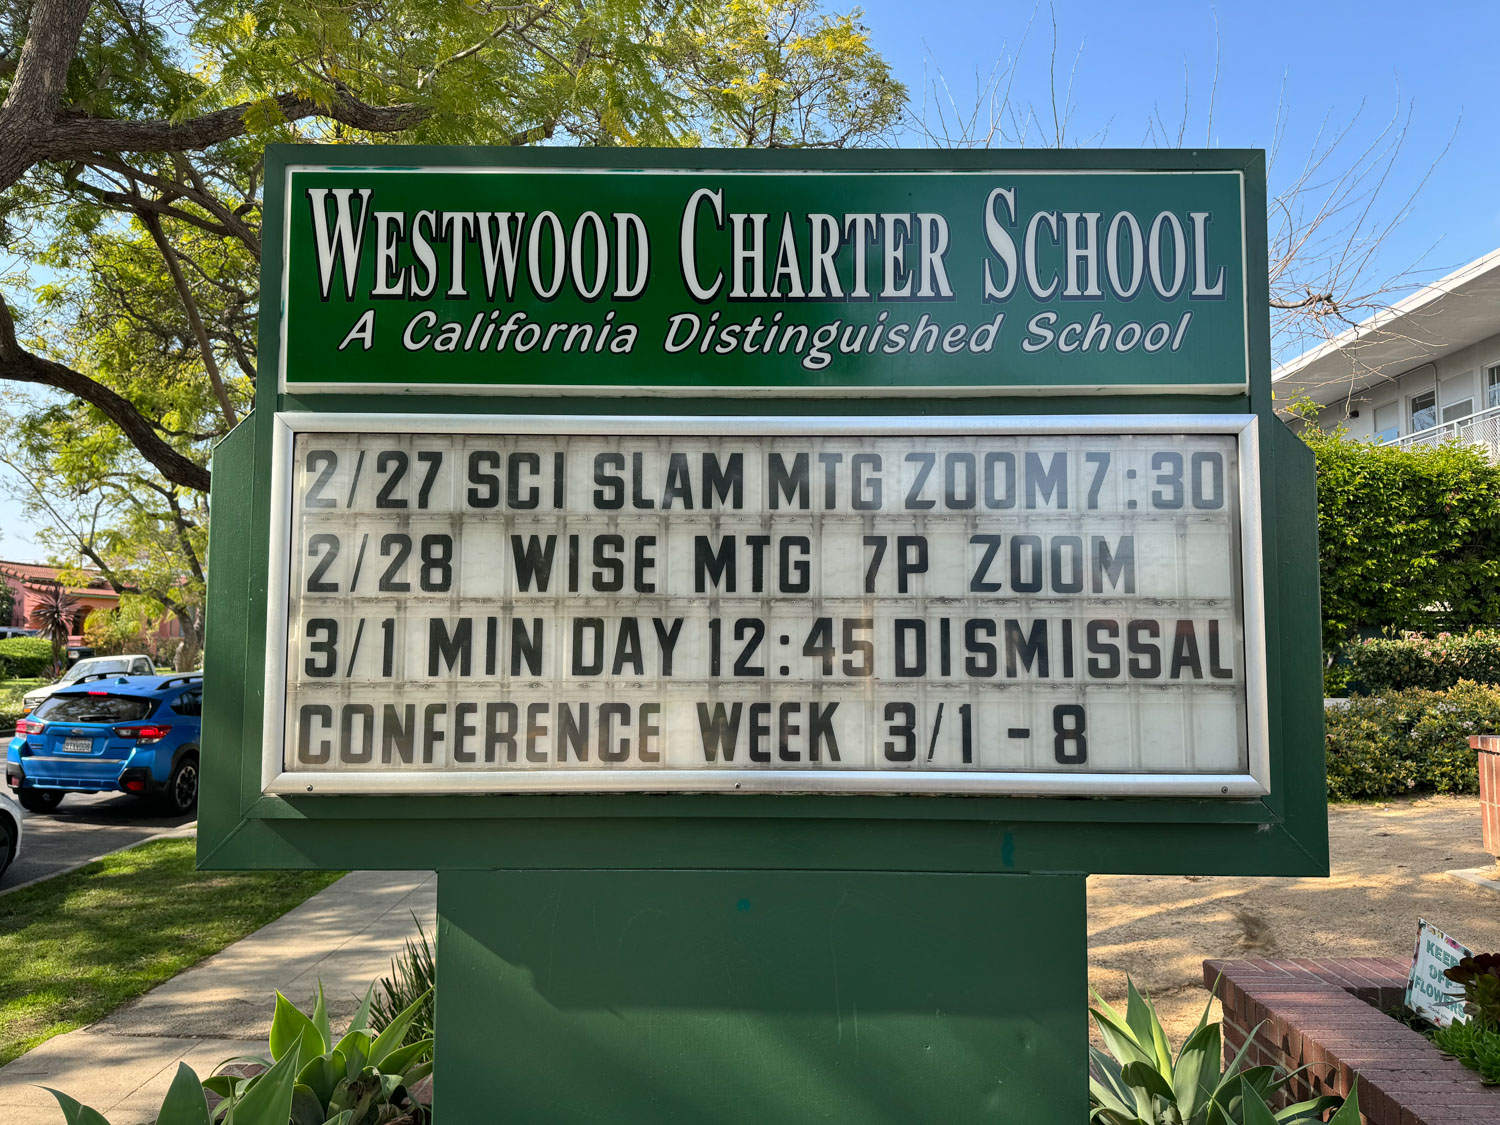 WESTWOOD CHARTER SCHOOL
A California Distinguished School
2/27 SCI SLAM MTG ZOOM 7:30
2/28 WISE MTG 7P ZOOM
3/1 MIN DAY 12:45 DISMISSAL
CONFERENCE WEEK 3/1 - 8
KEEP
OFF
FLOWERS